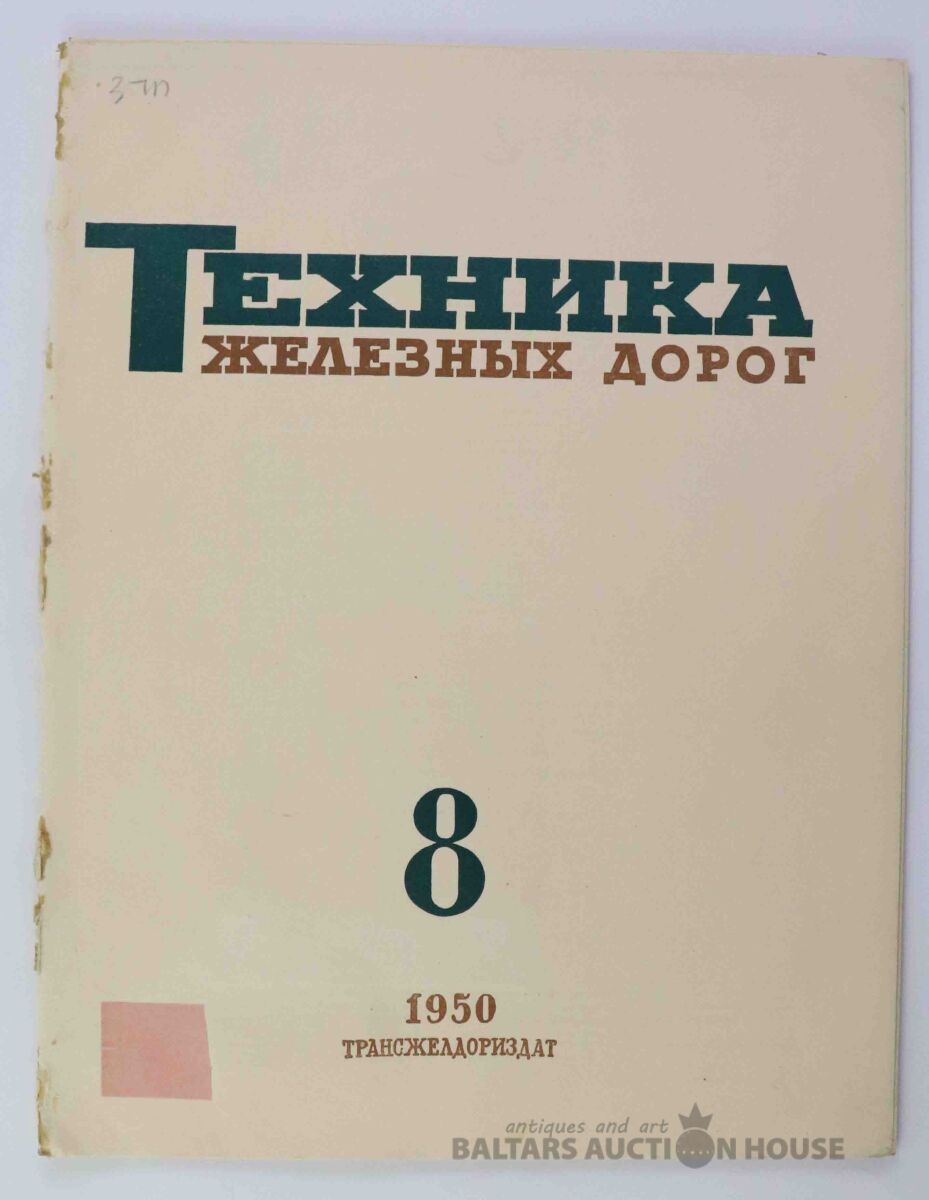 ТЕХНИКА
ЖЕЛЕЗНЫХ ДОРОГ
8
1950
ТРАНСЖЕЛДОРИЗДАТ
antiques and art
BALTARS AUCTION HOUSE